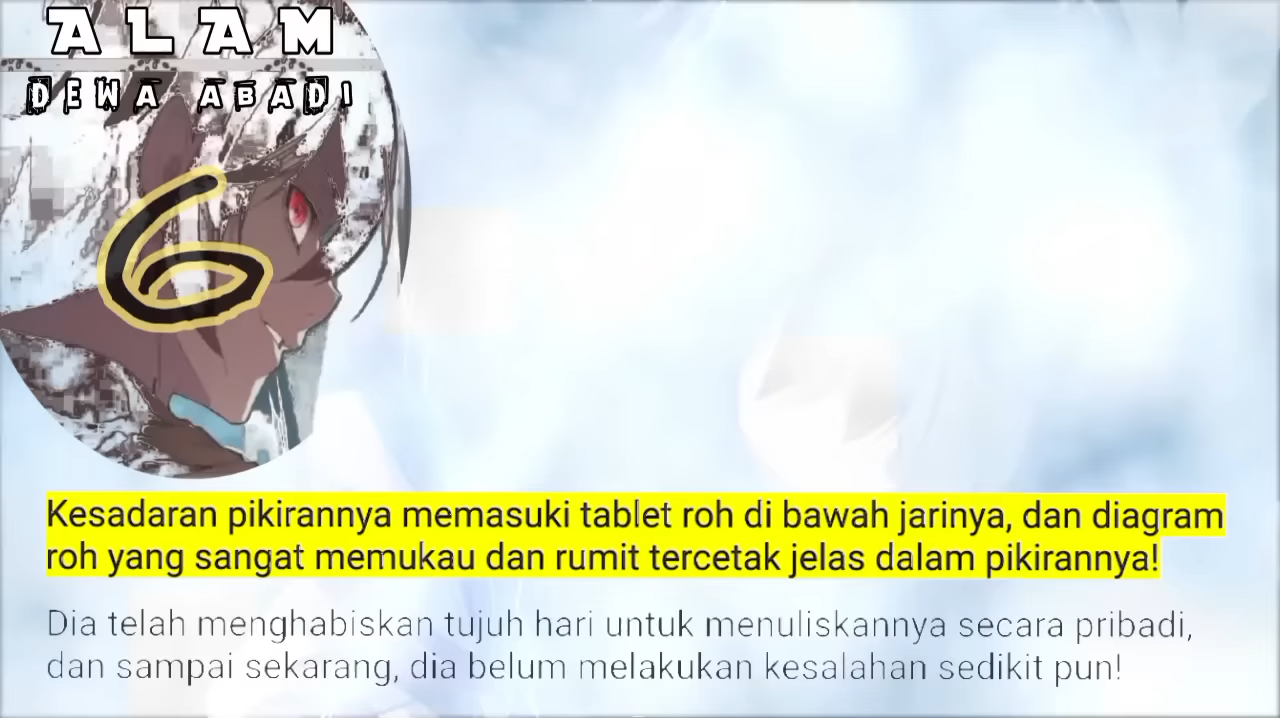 ALAM
DEWA ABADI
6
Kesadaran pikirannya memasuki tablet roh di bawah jarinya, dan diagram
roh yang sangat memukau dan rumit tercetak jelas dalam pikirannya!
Dia telah menghabiskan tujuh hari untuk menuliskannya secara pribadi,
dan sampai sekarang, dia belum melakukan kesalahan sedikit pun!